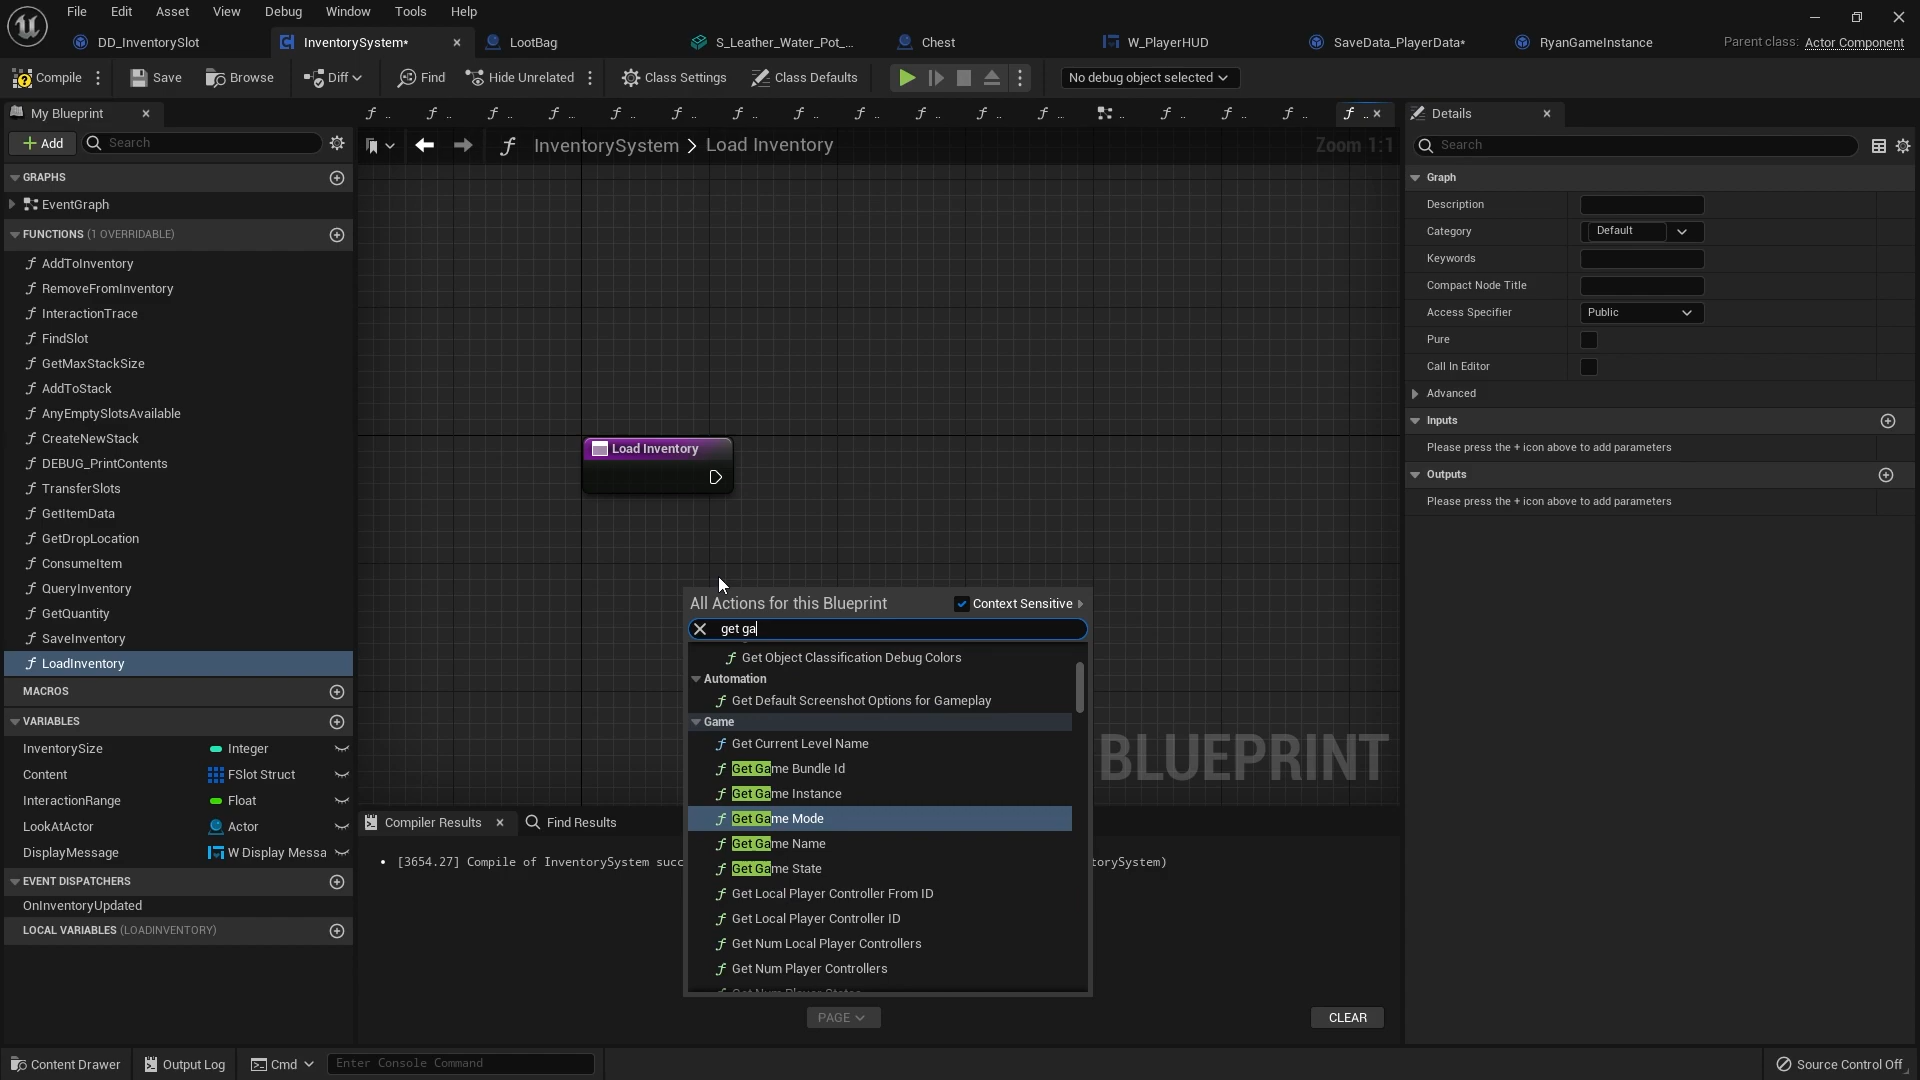 File Edit Asset View Debug Window Tools Help
DD_InventorySlot InventorySystem* LootBag S_Leather_Water_Pot_... Chest W_PlayerHUD SaveData_PlayerData* RyanGameInstance Parent class: Actor Component
Compile Save Browse Diff Find Hide Unrelated Class Settings Class Defaults No debug object selected
My Blueprint
Details
Add Search
InventorySystem > Load Inventory Zoom 1:1
Search
GRAPHS
EventGraph
FUNCTIONS (1 OVERRIDABLE)
AddToInventory
RemoveFromInventory
InteractionTrace
FindSlot
GetMaxStackSize
AddToStack
AnyEmptySlotsAvailable
CreateNewStack
DEBUG_PrintContents
TransferSlots
GetItemData
GetDropLocation
ConsumeItem
QueryInventory
GetQuantity
SaveInventory
LoadInventory
MACROS
VARIABLES
InventorySize Integer
Content FSlot Struct
InteractionRange Float
LookAtActor Actor
DisplayMessage W Display Messa
EVENT DISPATCHERS
OnInventoryUpdated
LOCAL VARIABLES (LOADINVENTORY)
Load Inventory
All Actions for this Blueprint Context Sensitive
get ga
Get Object Classification Debug Colors
Automation
Get Default Screenshot Options for Gameplay
Game
Get Current Level Name
Get Game Bundle Id
Get Game Instance
Get Game Mode
Get Game Name
Get Game State
Get Local Player Controller From ID
Get Local Player Controller ID
Get Num Local Player Controllers
Get Num Player Controllers
Get Num Player States
BLUEPRINT
Compiler Results Find Results
[3654.27] Compile of InventorySystem succ
torySystem)
PAGE CLEAR
Graph
Description
Category Default
Keywords
Compact Node Title
Access Specifier Public
Pure
Call In Editor
Advanced
Inputs
Please press the + icon above to add parameters
Outputs
Please press the + icon above to add parameters
Content Drawer Output Log Cmd Enter Console Command Source Control Off